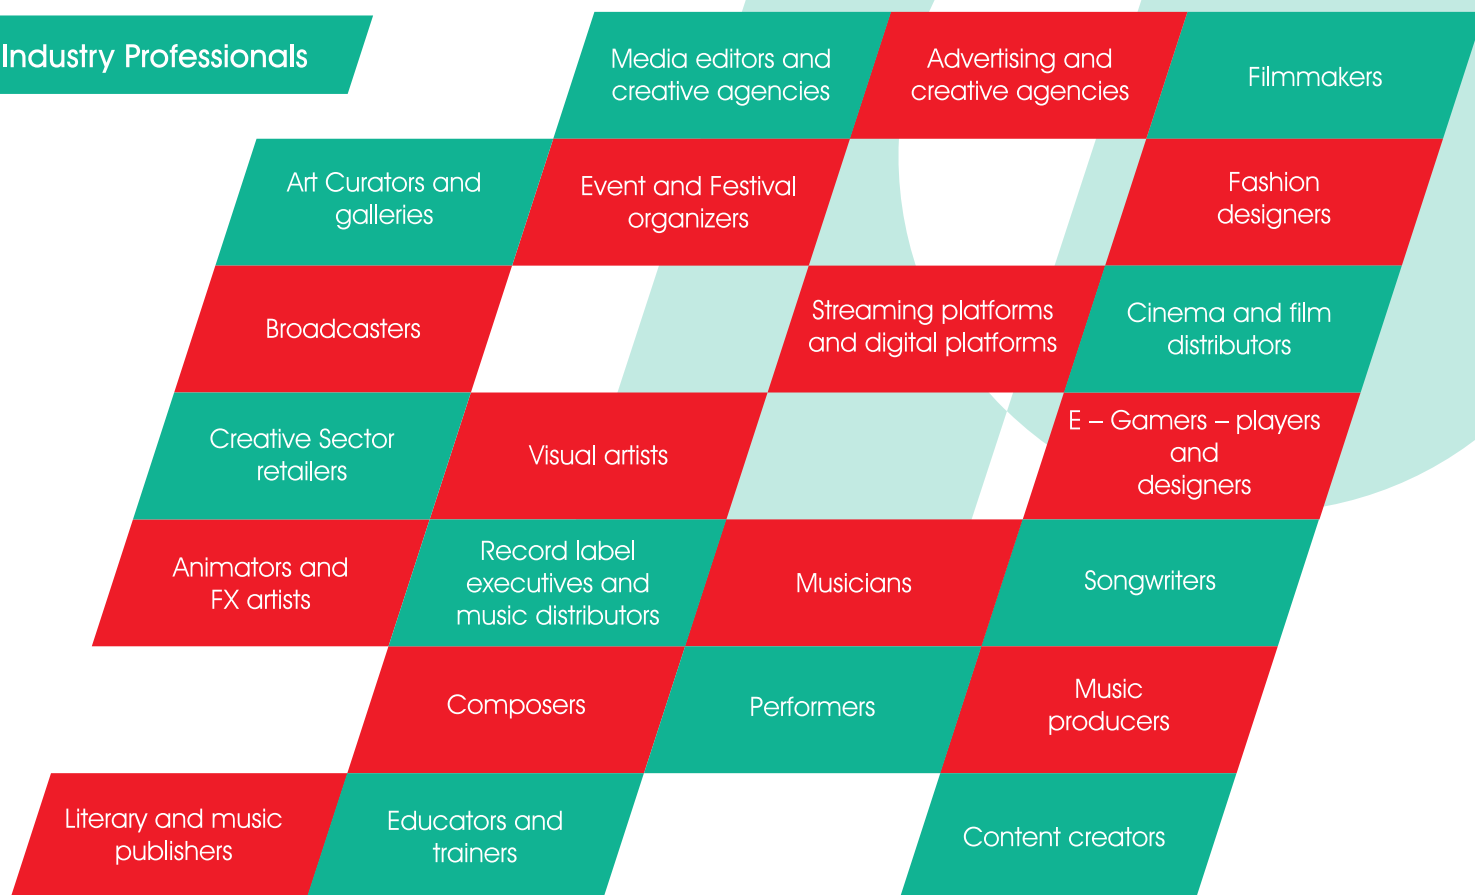 Industry Professionals
Media editors and
creative agencies
Advertising and
creative agencies
Filmmakers
Art Curators and
galleries
Event and Festival
organizers
Fashion
designers
Broadcasters
Streaming platforms
and digital platforms
Cinema and film
distributors
Creative Sector
retailers
Visual artists
E – Gamers – players
and
designers
Animators and
FX artists
Record label
executives and
music distributors
Musicians
Songwriters
Composers
Performers
Music
producers
Literary and music
publishers
Educators and
trainers
Content creators